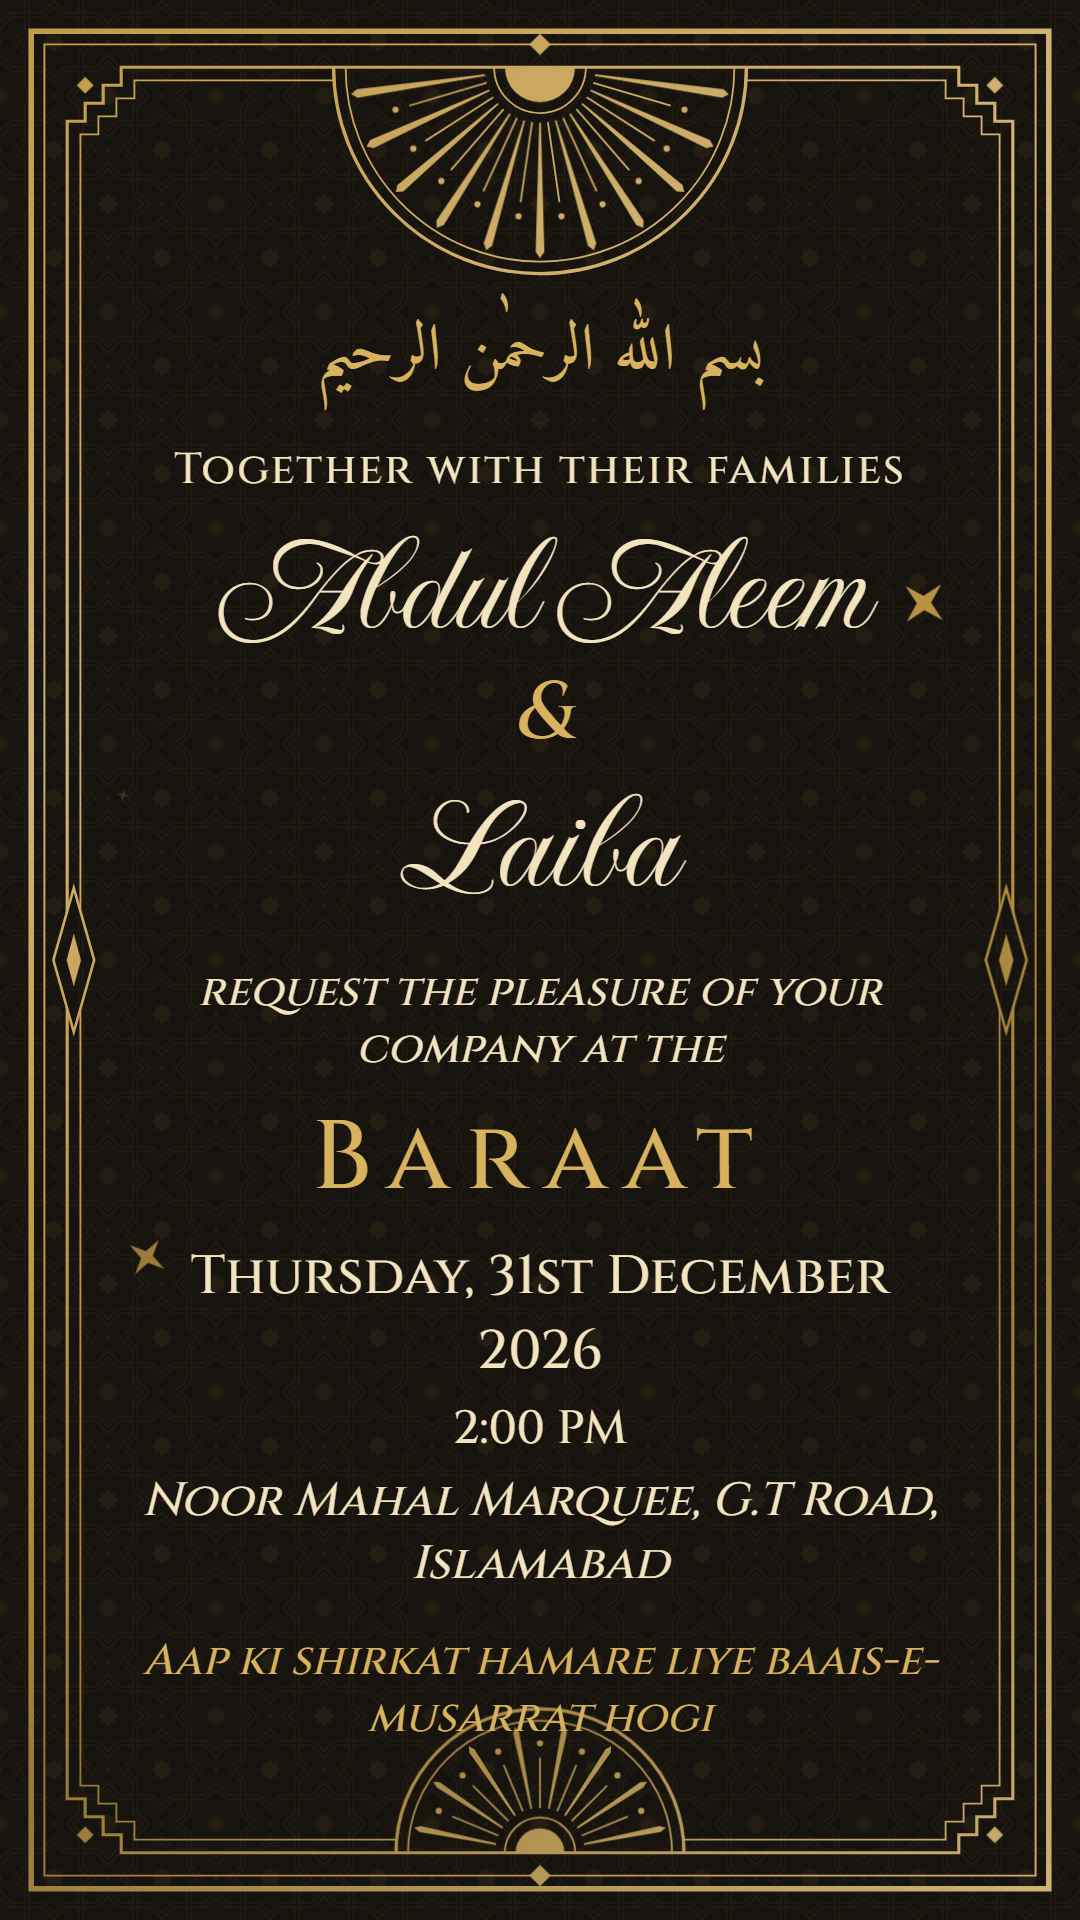 بسم الله الرحمٰن الرحيم
Together with their families
Abdul Aleem
&
Laiba
request the pleasure of your
company at the
Baraat
Thursday, 31st December
2026
2:00 PM
Noor Mahal Marquee, G.T Road,
Islamabad
Aap ki shirkat hamare liye baais-e-
musarrat hogi